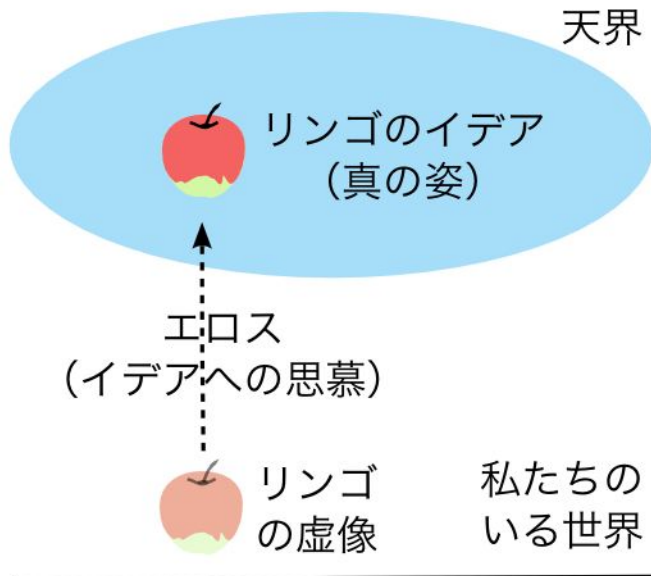 天界
リンゴのイデア
（真の姿）
エロス
（イデアへの思慕）
リンゴ
の虚像
私たちの
いる世界